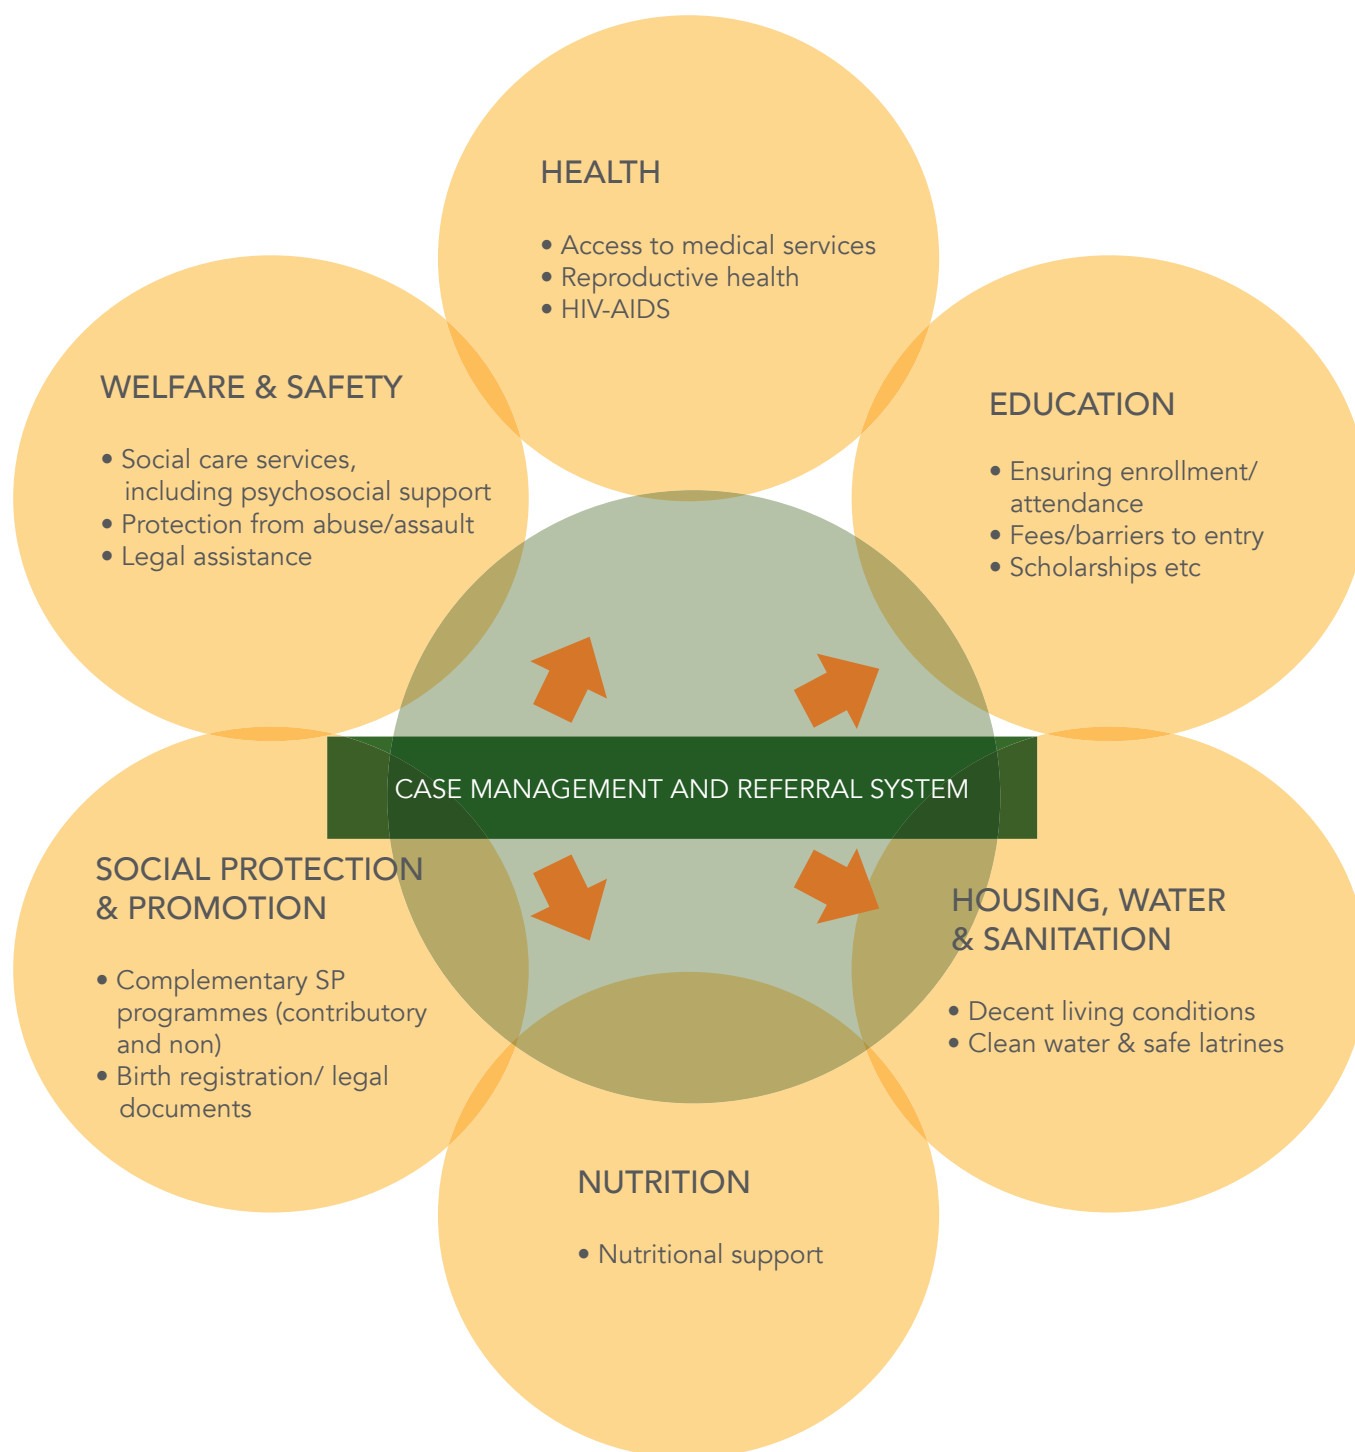 HEALTH
• Access to medical services
• Reproductive health
• HIV-AIDS
WELFARE & SAFETY
• Social care services,
including psychosocial support
• Protection from abuse/assault
• Legal assistance
EDUCATION
• Ensuring enrollment/
attendance
• Fees/barriers to entry
• Scholarships etc
CASE MANAGEMENT AND REFERRAL SYSTEM
SOCIAL PROTECTION
& PROMOTION
• Complementary SP
programmes (contributory
and non)
• Birth registration/ legal
documents
HOUSING, WATER
& SANITATION
• Decent living conditions
• Clean water & safe latrines
NUTRITION
• Nutritional support